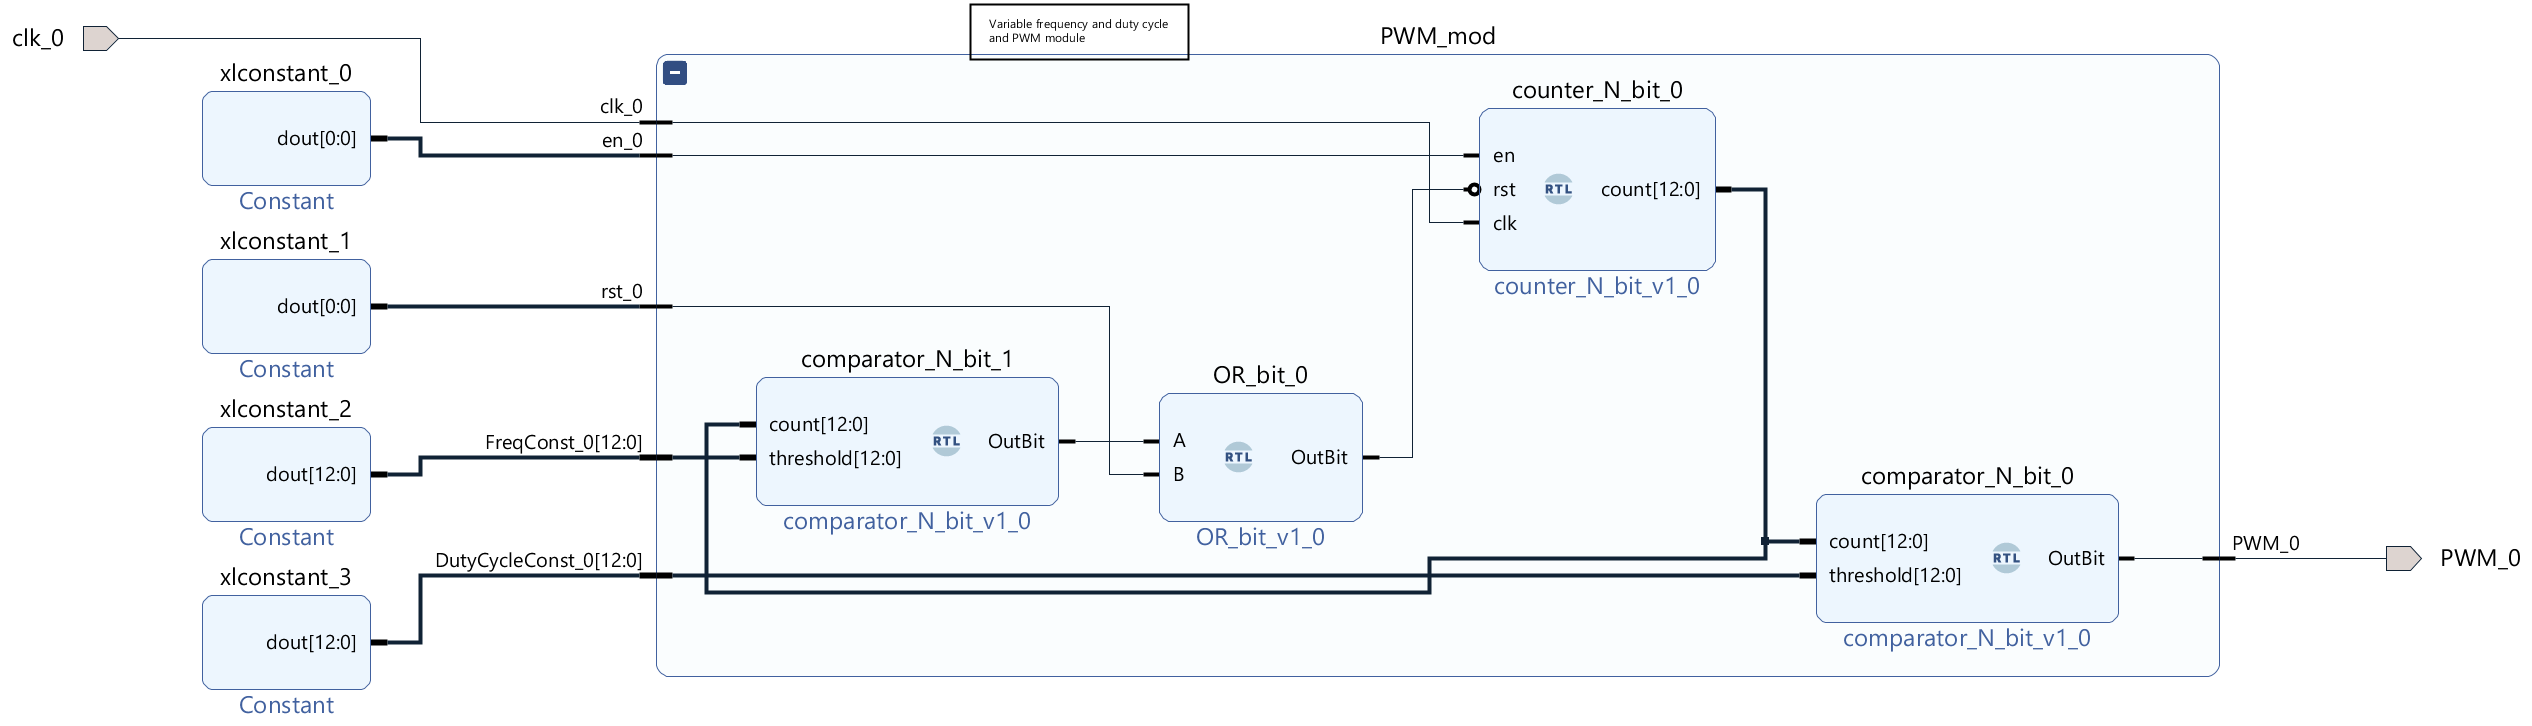 Variable frequency and duty cycle
and PWM module
PWM_mod
clk_0
xlconstant_0
dout[0:0]
Constant
xlconstant_1
dout[0:0]
Constant
xlconstant_2
dout[12:0]
Constant
xlconstant_3
dout[12:0]
Constant
clk_0
en_0
rst_0
FreqConst_0[12:0]
DutyCycleConst_0[12:0]
comparator_N_bit_1
count[12:0]
threshold[12:0]
RTL
OutBit
comparator_N_bit_v1_0
OR_bit_0
A
B
RTL
OutBit
OR_bit_v1_0
counter_N_bit_0
en
rst
clk
RTL
count[12:0]
counter_N_bit_v1_0
comparator_N_bit_0
count[12:0]
threshold[12:0]
RTL
OutBit
comparator_N_bit_v1_0
PWM_0
PWM_0